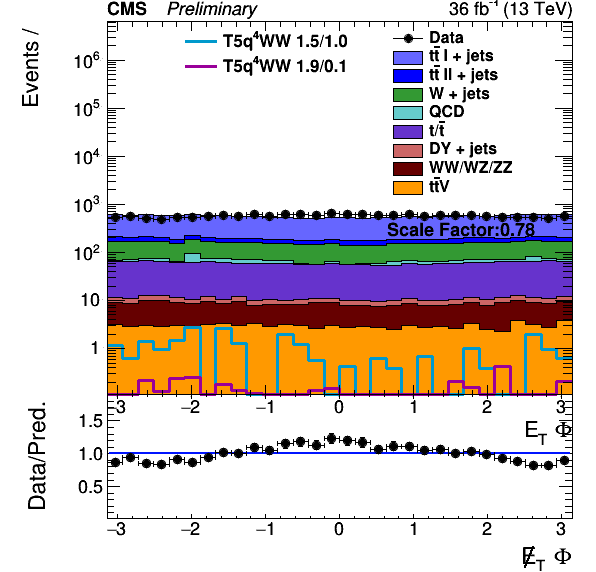 CMS Preliminary 36 fb⁻¹ (13 TeV)
Events /
T5q⁴WW 1.5/1.0
T5q⁴WW 1.9/0.1
Data
tt̄ l + jets
tt̄ ll + jets
W + jets
QCD
t/t̄
DY + jets
WW/WZ/ZZ
tt̄V
Scale Factor:0.78
10⁶
10⁵
10⁴
10³
10²
10
1
−3 −2 −1 0 1 2 3
E_T Φ
Data/Pred.
1.5
1.0
0.5
−3 −2 −1 0 1 2 3
E̸_T Φ